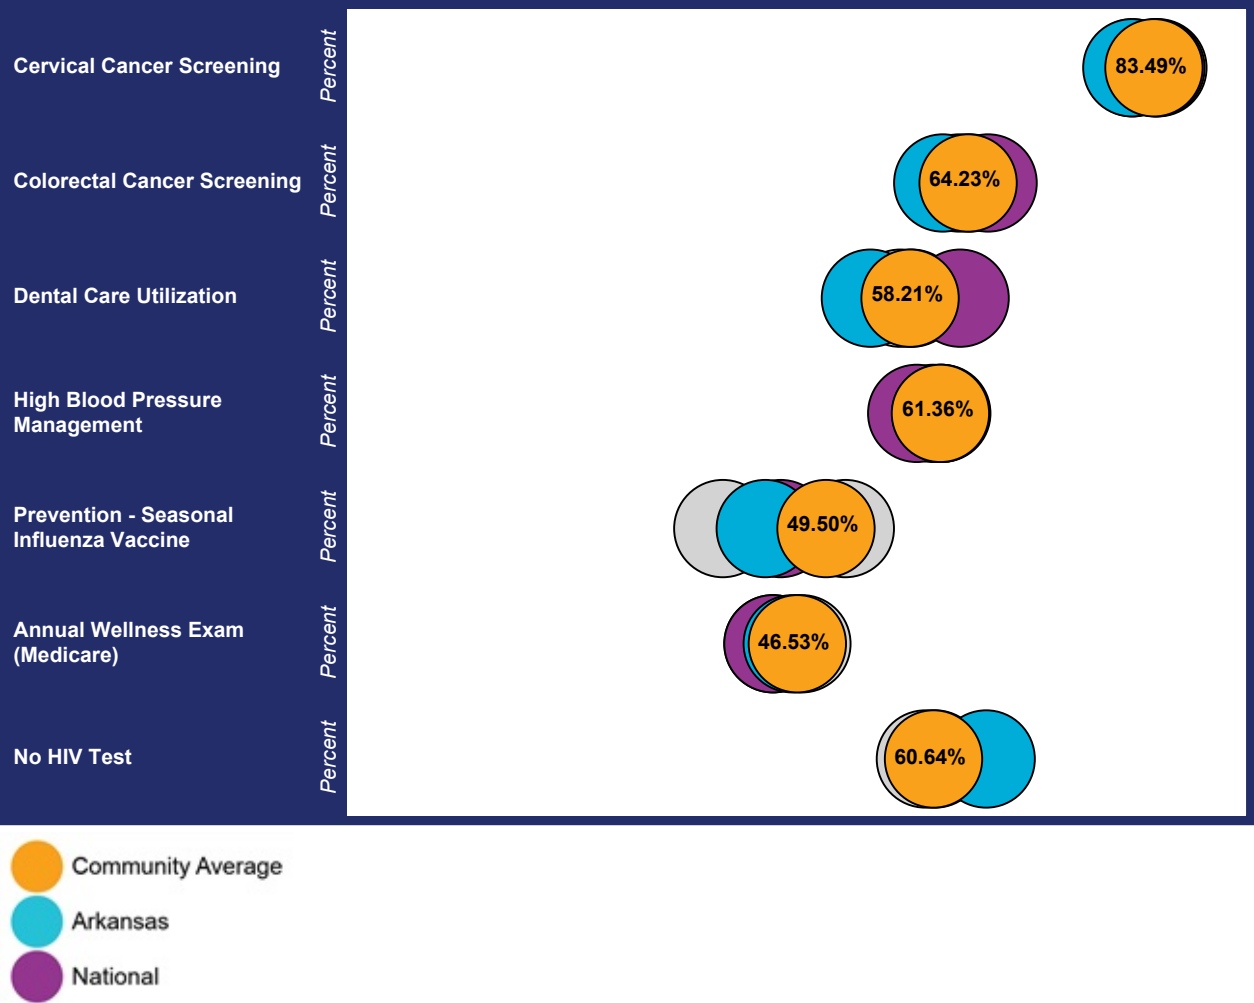 Cervical Cancer Screening
Percent
83.49%
Colorectal Cancer Screening
Percent
64.23%
Dental Care Utilization
Percent
58.21%
High Blood Pressure
Management
Percent
61.36%
Prevention - Seasonal
Influenza Vaccine
Percent
49.50%
Annual Wellness Exam
(Medicare)
Percent
46.53%
No HIV Test
Percent
60.64%
Community Average
Arkansas
National